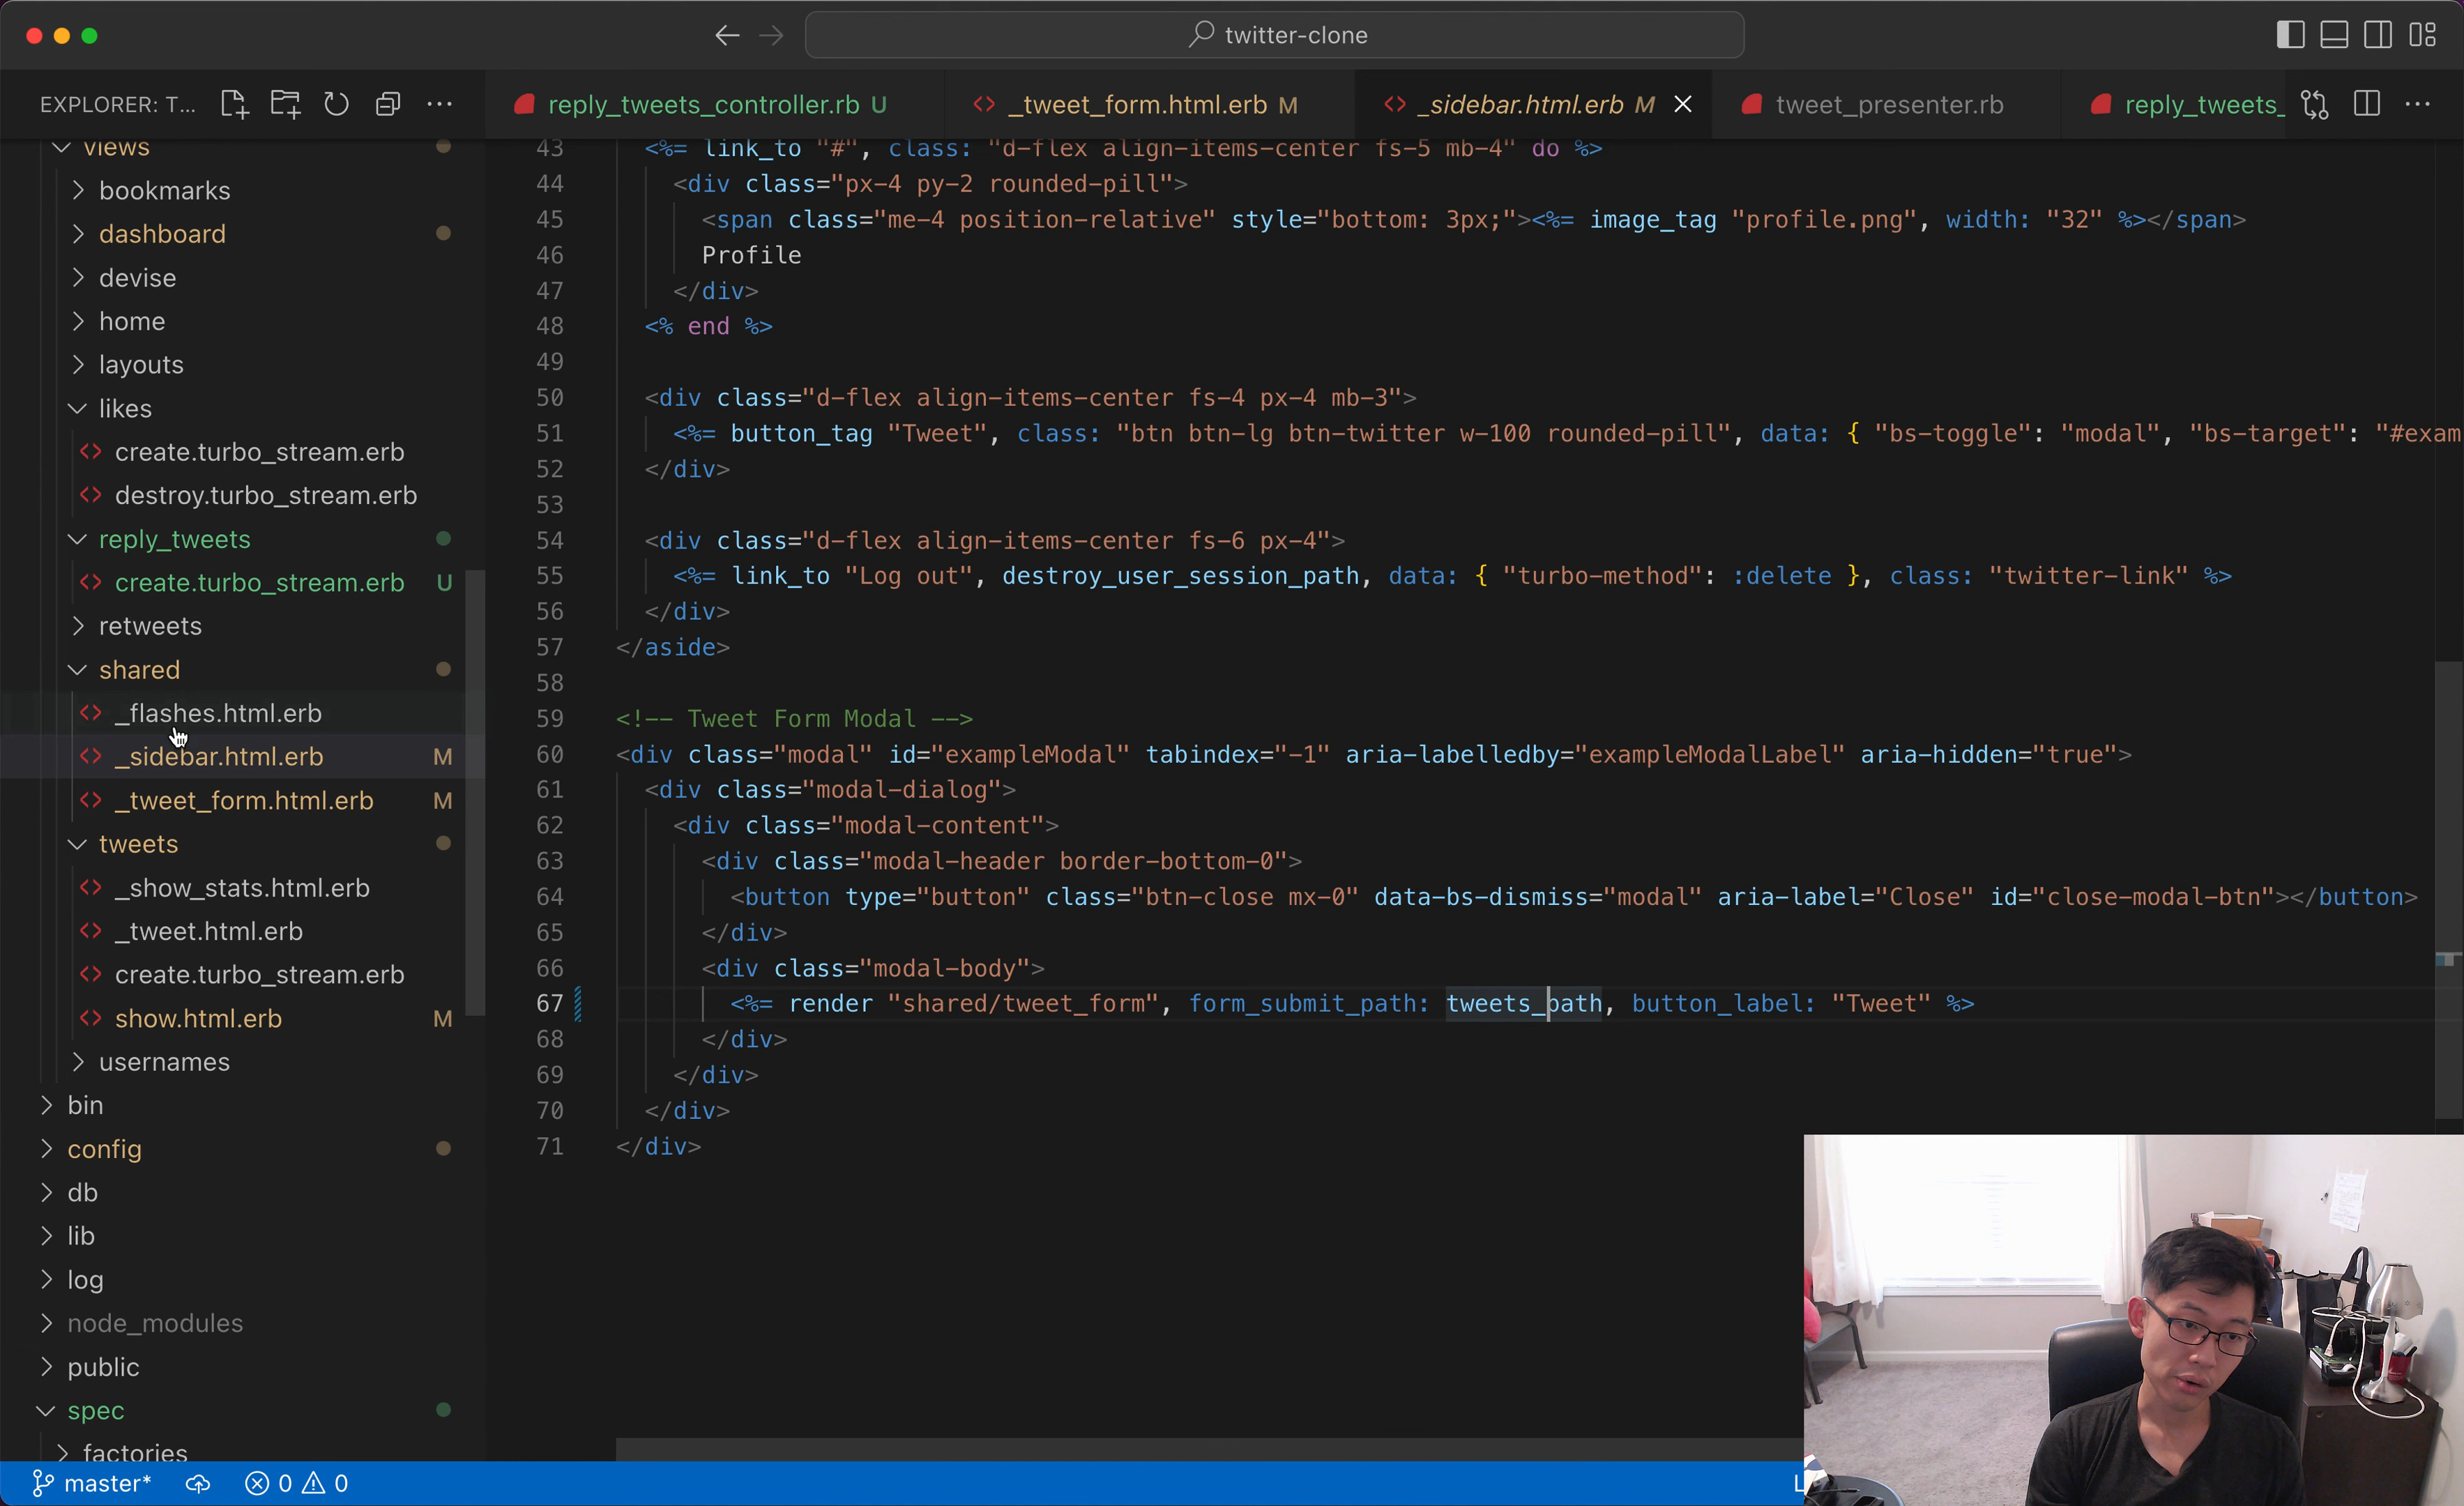 twitter-clone
EXPLORER: T...
reply_tweets_controller.rb U
_tweet_form.html.erb M
_sidebar.html.erb M
tweet_presenter.rb
reply_tweets_
views
bookmarks
dashboard
devise
home
layouts
likes
create.turbo_stream.erb
destroy.turbo_stream.erb
reply_tweets
create.turbo_stream.erb U
retweets
shared
_flashes.html.erb
_sidebar.html.erb M
_tweet_form.html.erb M
tweets
_show_stats.html.erb
_tweet.html.erb
create.turbo_stream.erb
show.html.erb M
usernames
bin
config
db
lib
log
node_modules
public
spec
factories
43 <%= link_to "#", class: "d-flex align-items-center fs-5 mb-4" do %>
44 <div class="px-4 py-2 rounded-pill">
45 <span class="me-4 position-relative" style="bottom: 3px;"><%= image_tag "profile.png", width: "32" %></span>
46 Profile
47 </div>
48 <% end %>
49
50 <div class="d-flex align-items-center fs-4 px-4 mb-3">
51 <%= button_tag "Tweet", class: "btn btn-lg btn-twitter w-100 rounded-pill", data: { "bs-toggle": "modal", "bs-target": "#exam
52 </div>
53
54 <div class="d-flex align-items-center fs-6 px-4">
55 <%= link_to "Log out", destroy_user_session_path, data: { "turbo-method": :delete }, class: "twitter-link" %>
56 </div>
57 </aside>
58
59 <!-- Tweet Form Modal -->
60 <div class="modal" id="exampleModal" tabindex="-1" aria-labelledby="exampleModalLabel" aria-hidden="true">
61 <div class="modal-dialog">
62 <div class="modal-content">
63 <div class="modal-header border-bottom-0">
64 <button type="button" class="btn-close mx-0" data-bs-dismiss="modal" aria-label="Close" id="close-modal-btn"></button>
65 </div>
66 <div class="modal-body">
67 <%= render "shared/tweet_form", form_submit_path: tweets_path, button_label: "Tweet" %>
68 </div>
69 </div>
70 </div>
71 </div>
master* 0 0